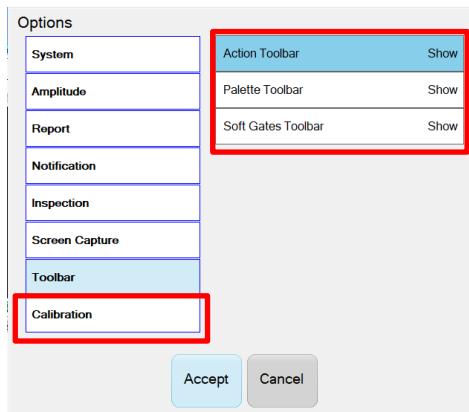 Options
System
Amplitude
Report
Notification
Inspection
Screen Capture
Toolbar
Calibration
Action Toolbar Show
Palette Toolbar Show
Soft Gates Toolbar Show
Accept Cancel